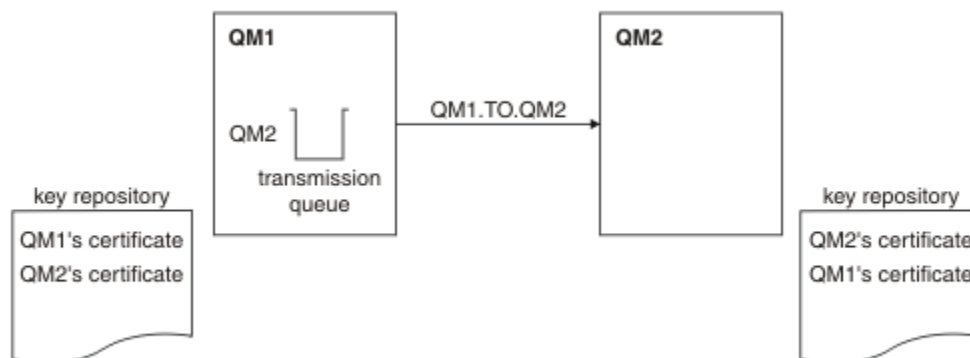 QM1
QM2
QM2
QM1.TO.QM2
transmission
queue
key repository
QM1's certificate
QM2's certificate
key repository
QM2's certificate
QM1's certificate